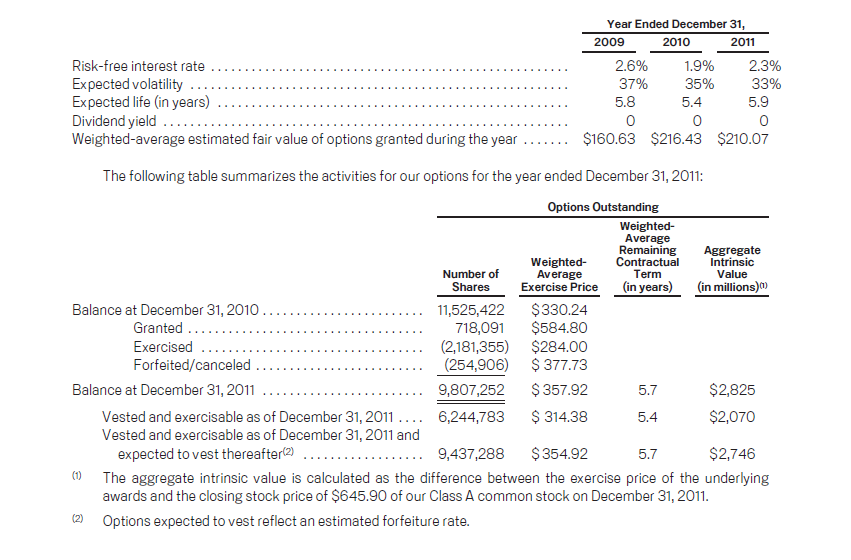 Year Ended December 31,
2009 2010 2011
Risk-free interest rate . . . . . . . . . . . . . . . . . . . . . . . . . . . . . . . . . . . . . . . . . . . . . . . . . . . . . 2.6% 1.9% 2.3%
Expected volatility . . . . . . . . . . . . . . . . . . . . . . . . . . . . . . . . . . . . . . . . . . . . . . . . . . . . . . . . 37% 35% 33%
Expected life (in years) . . . . . . . . . . . . . . . . . . . . . . . . . . . . . . . . . . . . . . . . . . . . . . . . . . . . 5.8 5.4 5.9
Dividend yield . . . . . . . . . . . . . . . . . . . . . . . . . . . . . . . . . . . . . . . . . . . . . . . . . . . . . . . . . . . . 0 0 0
Weighted-average estimated fair value of options granted during the year . . . . . . . $160.63 $216.43 $210.07
The following table summarizes the activities for our options for the year ended December 31, 2011:
Options Outstanding
Weighted-
Average
Remaining Aggregate
Weighted- Contractual Intrinsic
Number of Average Term Value
Shares Exercise Price (in years) (in millions)(1)
Balance at December 31, 2010 . . . . . . . . . . . . . . . . . . . . . . . . 11,525,422 $330.24
Granted . . . . . . . . . . . . . . . . . . . . . . . . . . . . . . . . . . . 718,091 $584.80
Exercised . . . . . . . . . . . . . . . . . . . . . . . . . . . . . . . . . (2,181,355) $284.00
Forfeited/canceled . . . . . . . . . . . . . . . . . . . . . . . . . (254,906) $ 377.73
Balance at December 31, 2011 . . . . . . . . . . . . . . . . . . . . . . . . 9,807,252 $ 357.92 5.7 $2,825
Vested and exercisable as of December 31, 2011 . . . . 6,244,783 $ 314.38 5.4 $2,070
Vested and exercisable as of December 31, 2011 and
expected to vest thereafter(2) . . . . . . . . . . . . . . . . . . 9,437,288 $354.92 5.7 $2,746
(1) The aggregate intrinsic value is calculated as the difference between the exercise price of the underlying
awards and the closing stock price of $645.90 of our Class A common stock on December 31, 2011.
(2) Options expected to vest reflect an estimated forfeiture rate.